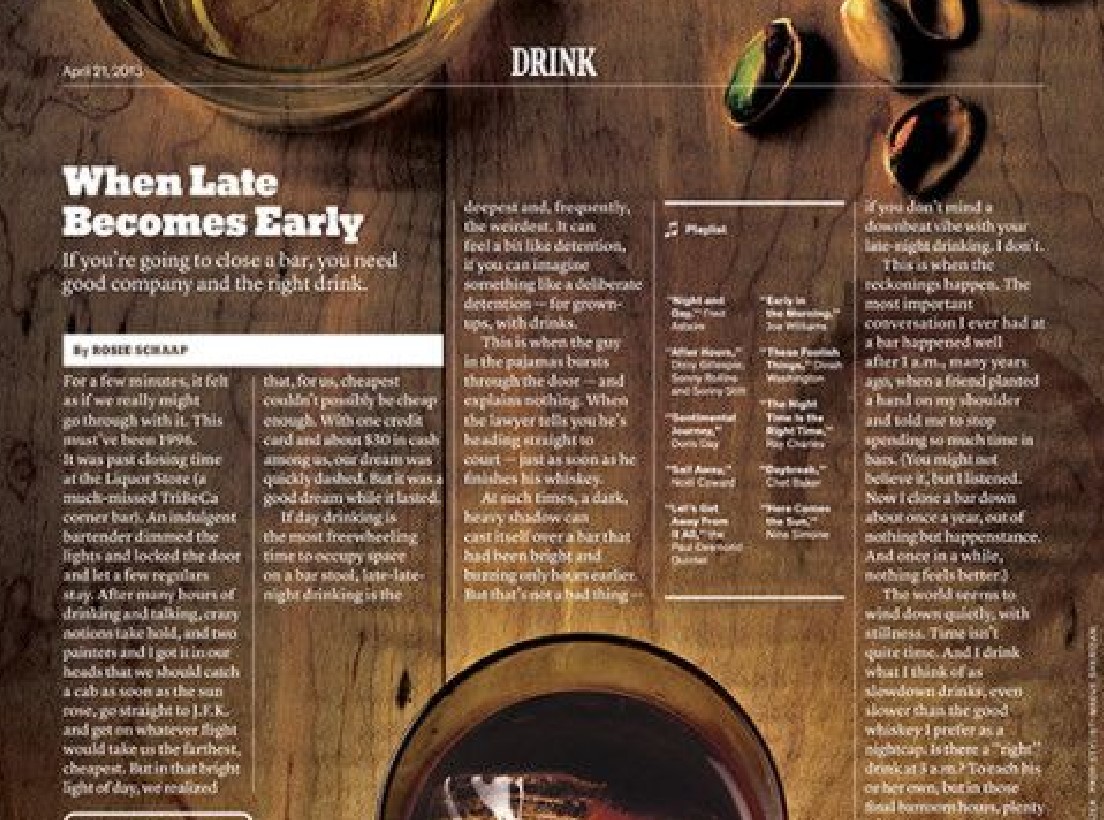 April 21, 2013
DRINK
When Late
Becomes Early
If you're going to close a bar, you need
good company and the right drink.
By ROSIE SCHAAP
For a few minutes, it felt
as if we really might
go through with it. This
must've been 1996.
It was past closing time
at the Liquor Store (a
much-missed TriBeCa
corner bar). An indulgent
bartender dimmed the
lights and locked the door
and let a few regulars
stay. After many hours of
drinking and talking, crazy
notions take hold, and two
painters and I got it in our
heads that we should catch
a cab as soon as the sun
rose, go straight to J.F.K.
and get on whatever flight
would take us the farthest,
cheapest. But in that bright
light of day, we realized
that, for us, cheapest
couldn't possibly be cheap
enough. With one credit
card and about $30 in cash
among us, our dream was
quickly dashed. But it was a
good dream while it lasted.
If day drinking is
the most freewheeling
time to occupy space
on a bar stool, late-late-
night drinking is the
deepest and, frequently,
the weirdest. It can
feel a bit like detention,
if you can imagine
something like a deliberate
detention — for grown-
ups, with drinks.
This is when the guy
in the pajamas bursts
through the door — and
explains nothing. When
the lawyer tells you he's
heading straight to
court — just as soon as he
finishes his whiskey.
At such times, a dark,
heavy shadow can
cast itself over a bar that
had been bright and
buzzing only hours earlier.
But that's not a bad thing —
Playlist
"Night and
Day," Fred
Astaire
"After Hours,"
Dizzy Gillespie,
Sonny Rollins
and Sonny Stitt
"Sentimental
Journey,"
Doris Day
"Sail Away,"
Noël Coward
"Let's Get
Away From
It All," the
Paul Desmond
Quintet
"Early in
the Morning,"
Joe Williams
"These Foolish
Things," Dinah
Washington
"The Night
Time Is the
Right Time,"
Ray Charles
"Daybreak,"
Chet Baker
"Here Comes
the Sun,"
Nina Simone
if you don't mind a
downbeat vibe with your
late-night drinking. I don't.
This is when the
reckonings happen. The
most important
conversation I ever had at
a bar happened well
after 1 a.m., many years
ago, when a friend planted
a hand on my shoulder
and told me to stop
spending so much time in
bars. (You might not
believe it, but I listened.
Now I close a bar down
about once a year, out of
nothing but happenstance.
And once in a while,
nothing feels better.)
The world seems to
wind down quietly, with
stillness. Time isn't
quite time. And I drink
what I think of as
slowdown drinks, even
slower than the good
whiskey I prefer as a
nightcap. Is there a "right"
drink at 3 a.m.? To each his
or her own, but in those
final barroom hours, plenty